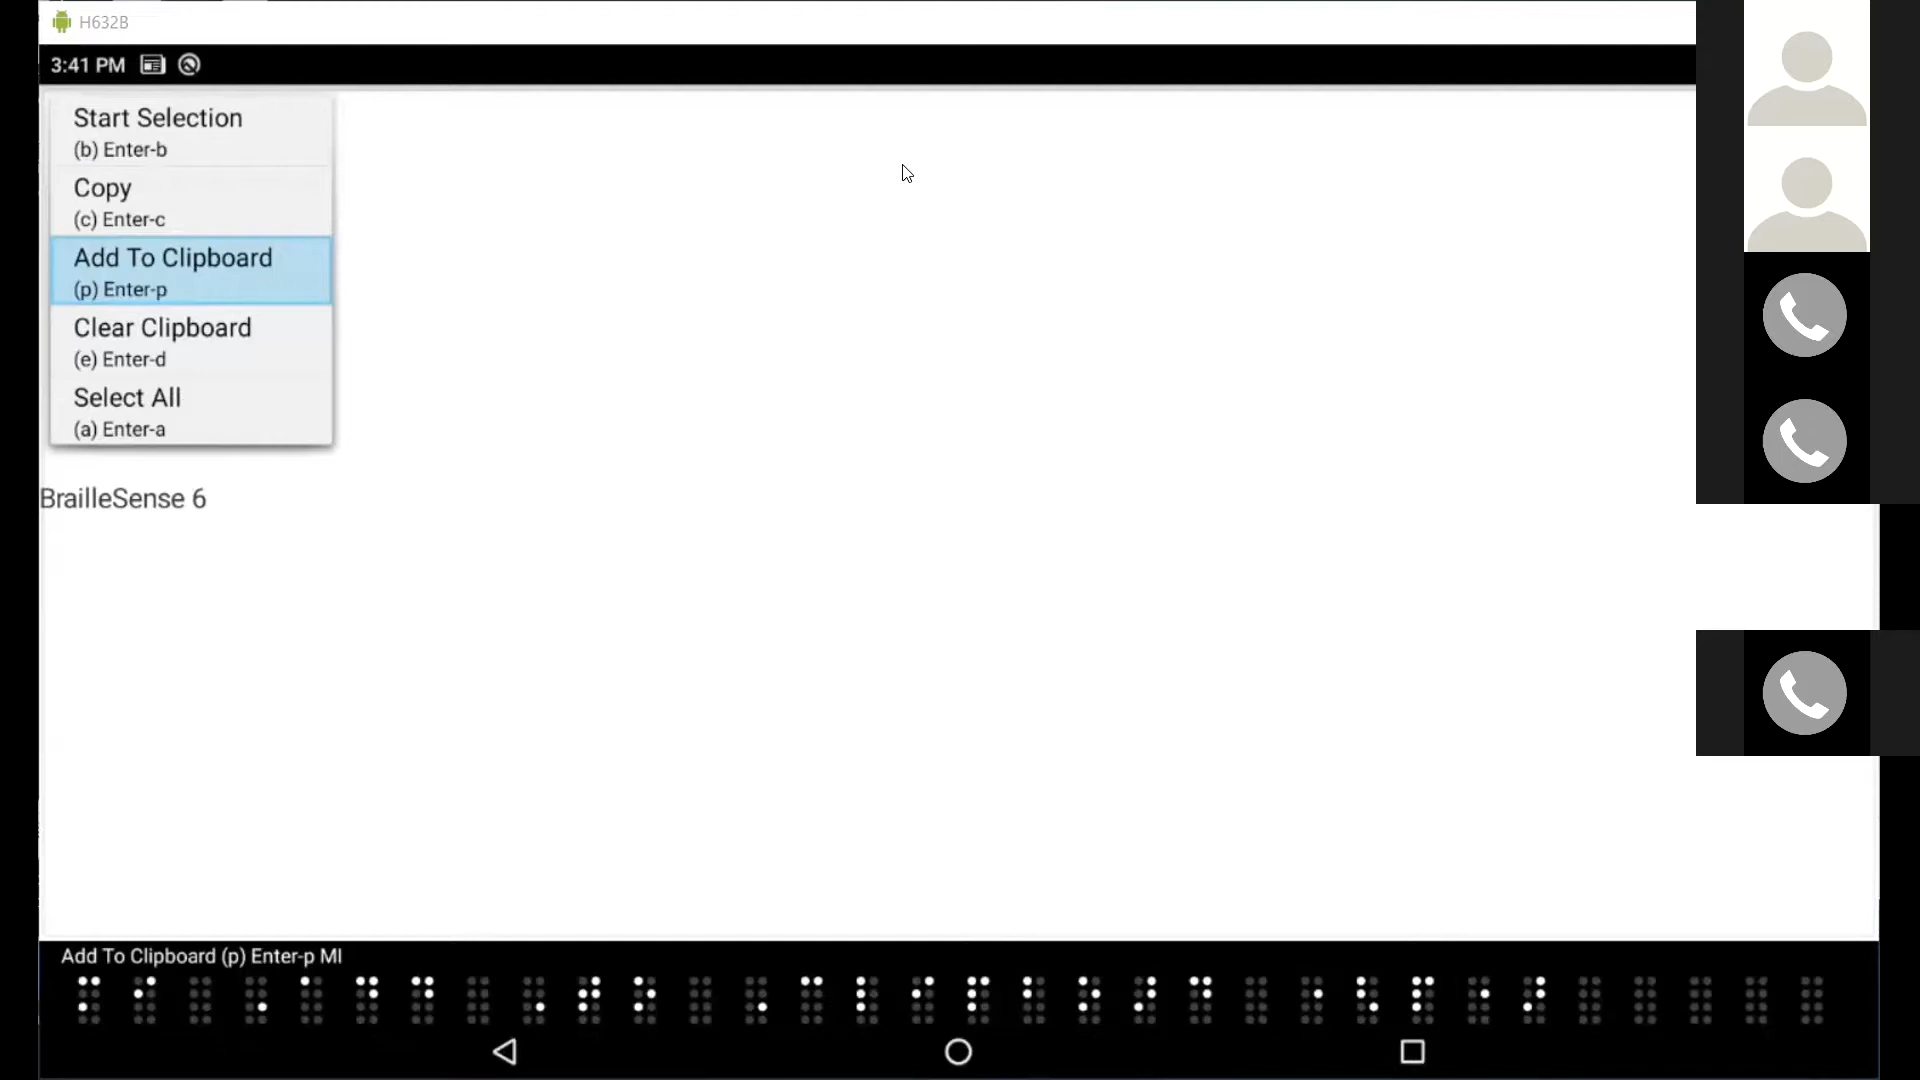 H632B
3:41 PM
Start Selection
(b) Enter-b
Copy
(c) Enter-c
Add To Clipboard
(p) Enter-p
Clear Clipboard
(e) Enter-d
Select All
(a) Enter-a
BrailleSense 6
Add To Clipboard (p) Enter-p MI